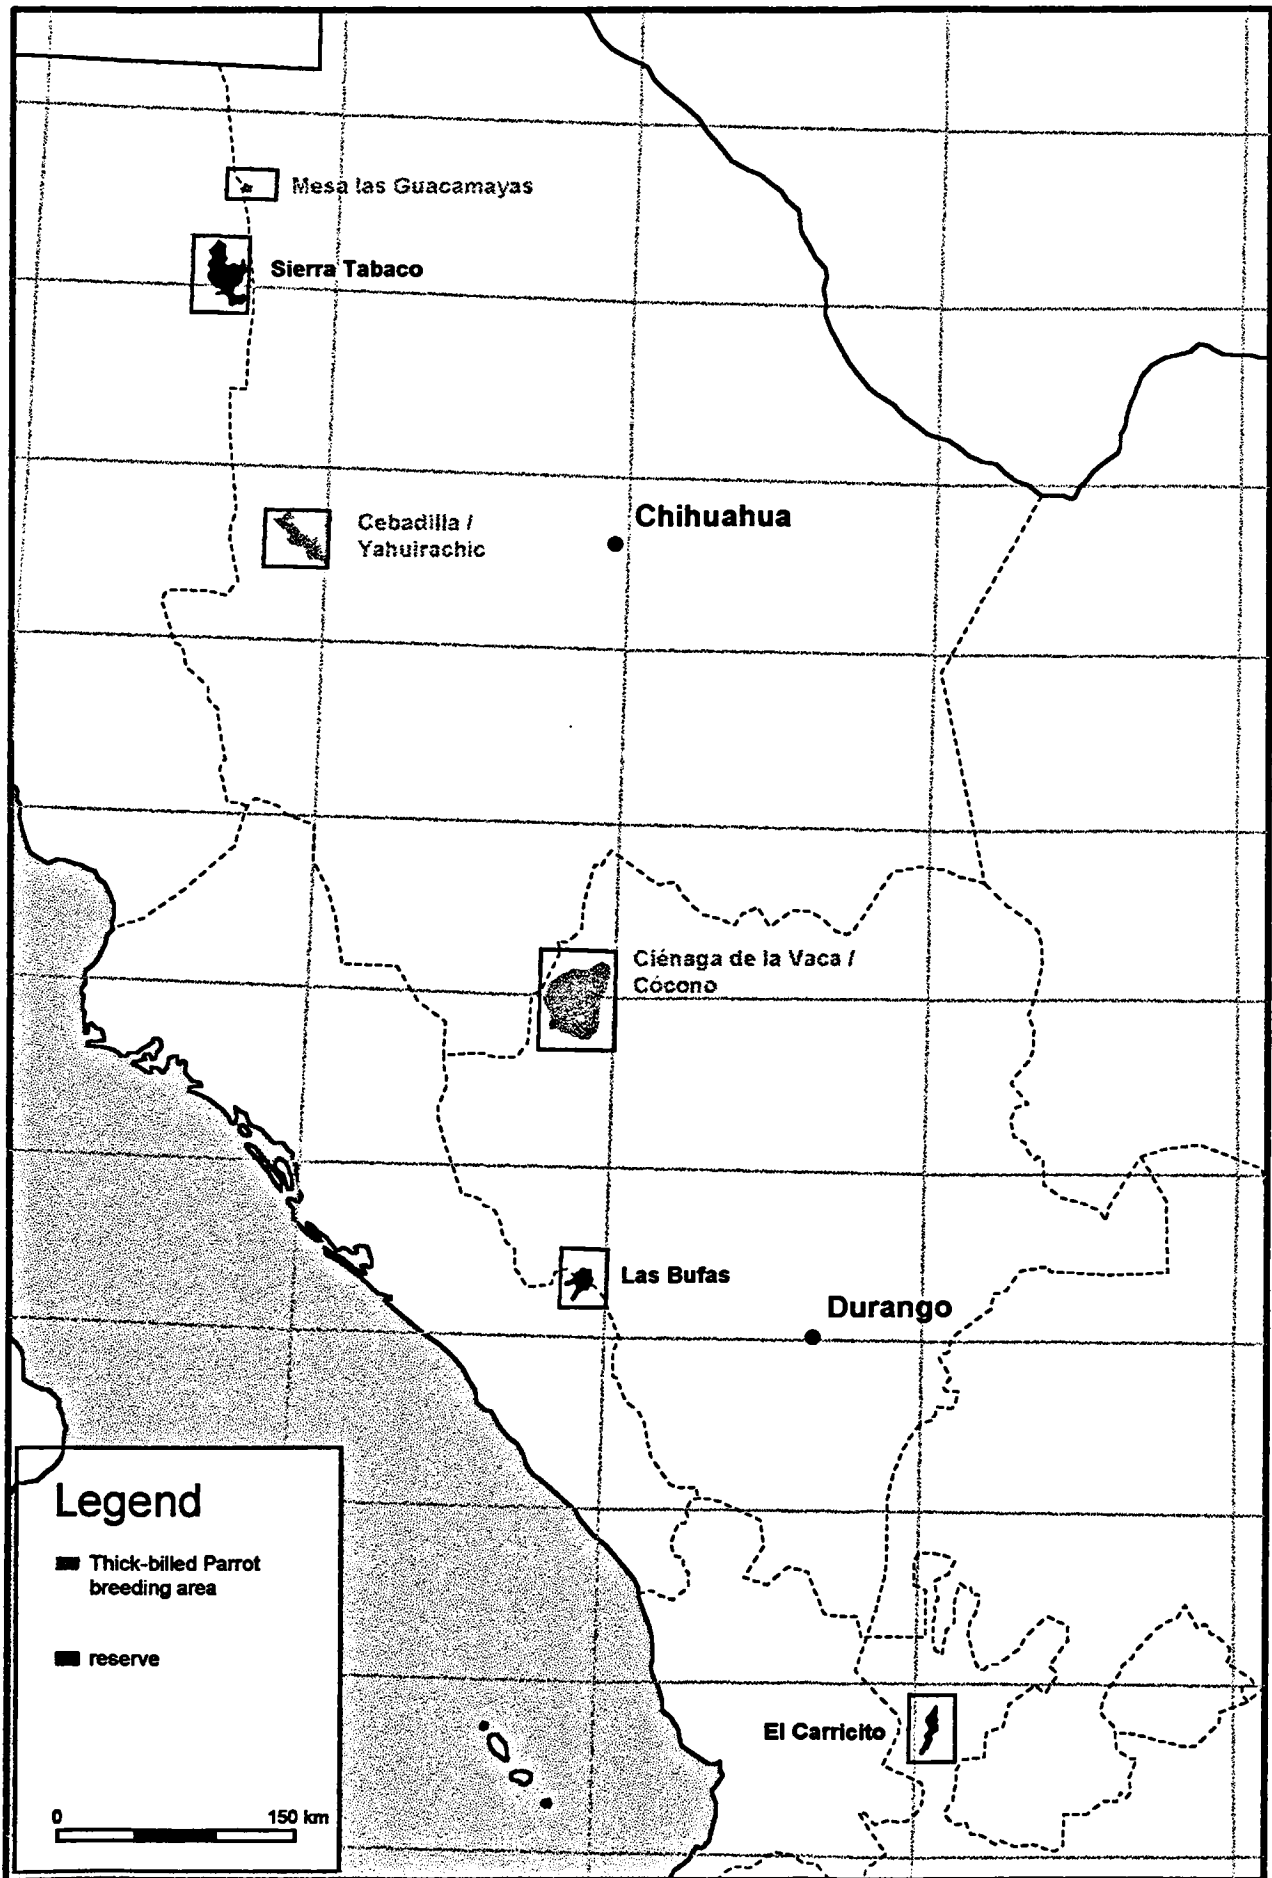 Mesa las Guacamayas
Sierra Tabaco
Cebadilla /
Yahuirachic
Chihuahua
Ciénaga de la Vaca /
Cócono
Las Bufas
Durango
El Carricito
Legend
Thick-billed Parrot
breeding area
reserve
0 150 km